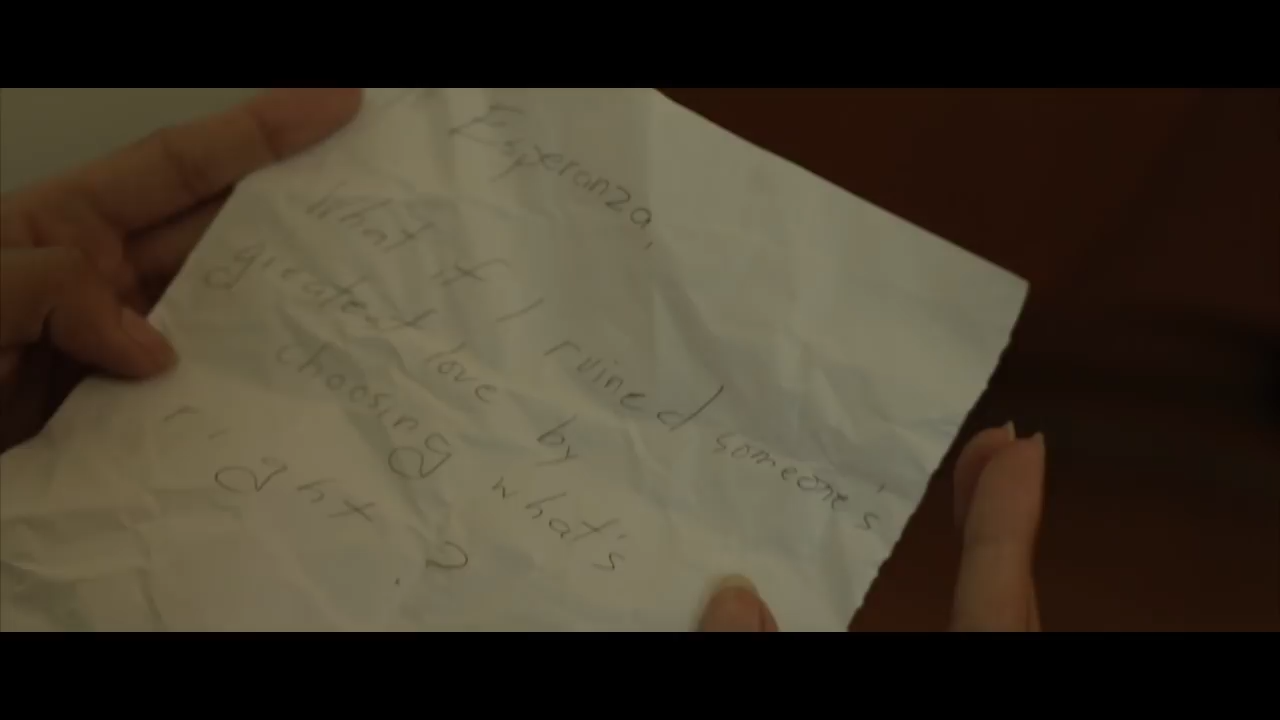 Esperanza,
What if I ruined someone's
greatest love by
choosing what's
right?